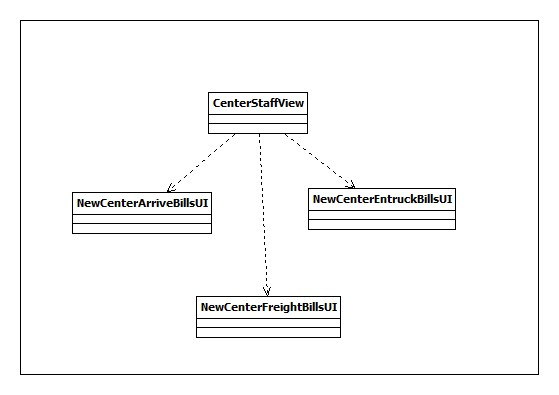 CenterStaffView
NewCenterArriveBillsUI
NewCenterEntruckBillsUI
NewCenterFreightBillsUI